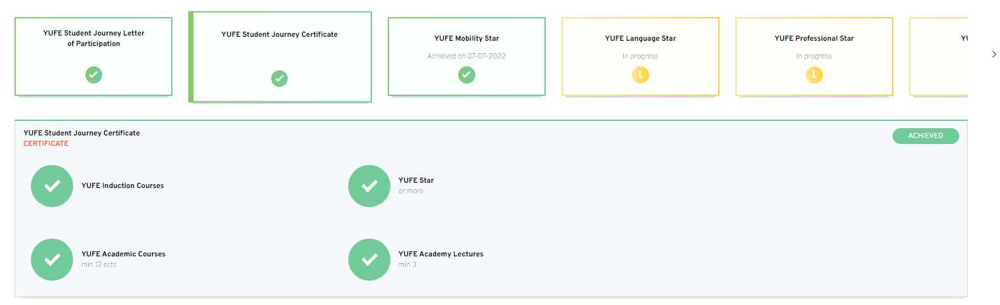 YUFE Student Journey Letter
of Participation
YUFE Student Journey Certificate
YUFE Mobility Star
Achieved on 07-07-2022
YUFE Language Star
In progress
YUFE Professional Star
In progress
YUFE Student Journey Certificate
CERTIFICATE
ACHIEVED
YUFE Induction Courses
YUFE Star
or more
YUFE Academic Courses
min 12 ects
YUFE Academy Lectures
min 3